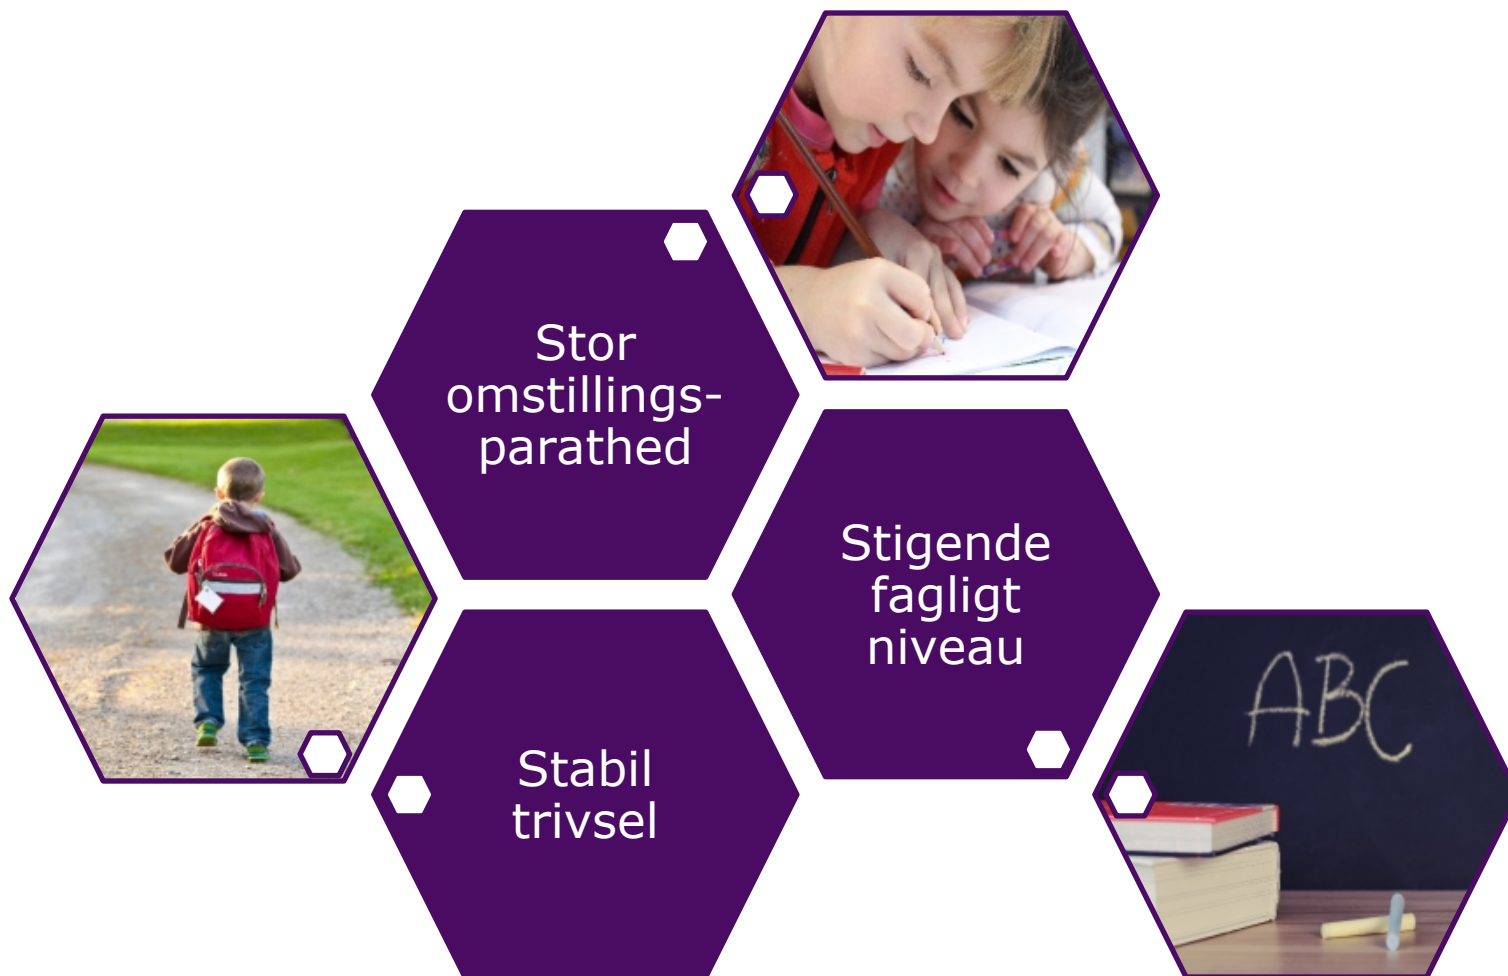 Stor
omstillings-
parathed
Stigende
fagligt
niveau
Stabil
trivsel
ABC